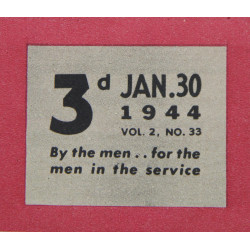 3d JAN.30
1944
VOL. 2, NO. 33
By the men . . for the
men in the service